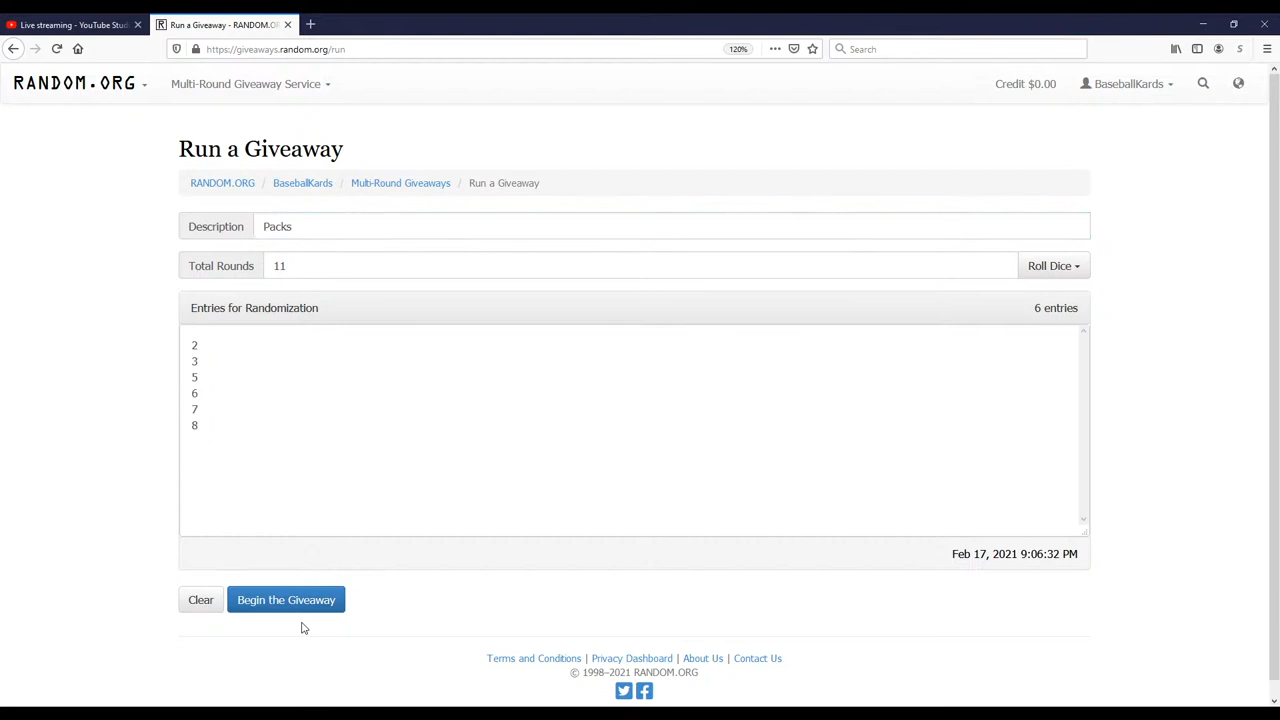 Live streaming - YouTube Stud
Run a Giveaway - RANDOM.OR
https://giveaways.random.org/run
120%
Search
RANDOM.ORG
Multi-Round Giveaway Service
Credit $0.00
BaseballKards
Run a Giveaway
RANDOM.ORG / BaseballKards / Multi-Round Giveaways / Run a Giveaway
Description Packs
Total Rounds 11 Roll Dice
Entries for Randomization 6 entries
2
3
5
6
7
8
Feb 17, 2021 9:06:32 PM
Clear Begin the Giveaway
Terms and Conditions | Privacy Dashboard | About Us | Contact Us
© 1998–2021 RANDOM.ORG